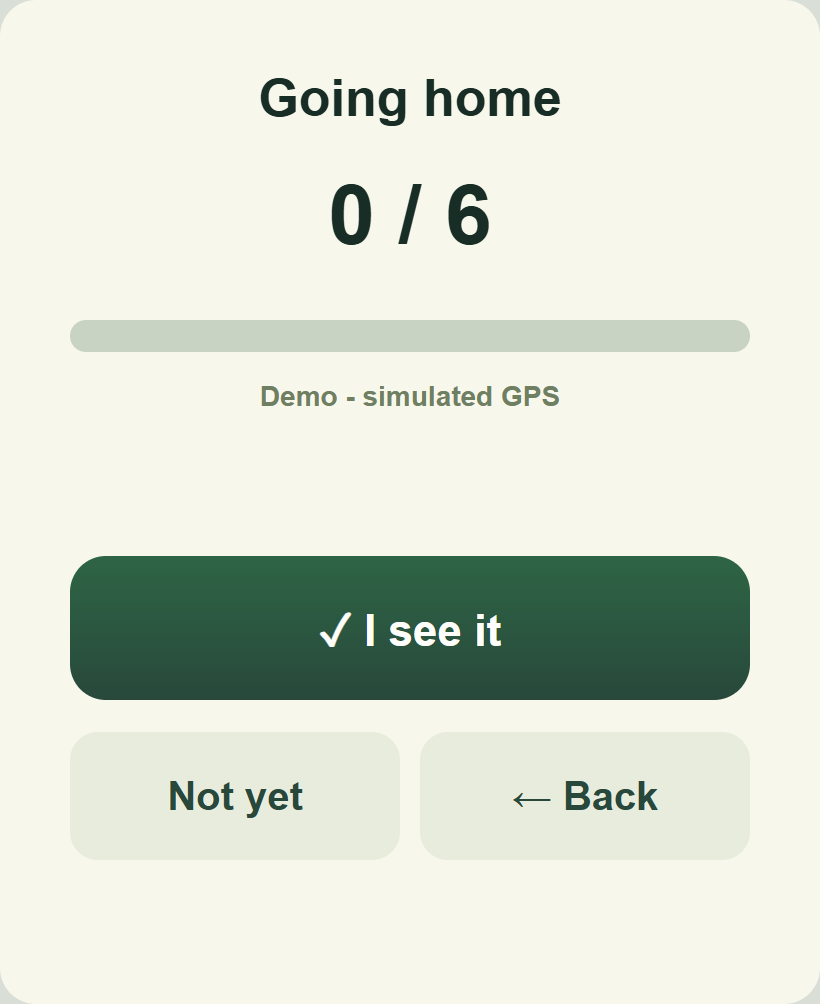 Going home
0 / 6
Demo - simulated GPS
✓ I see it
Not yet
← Back